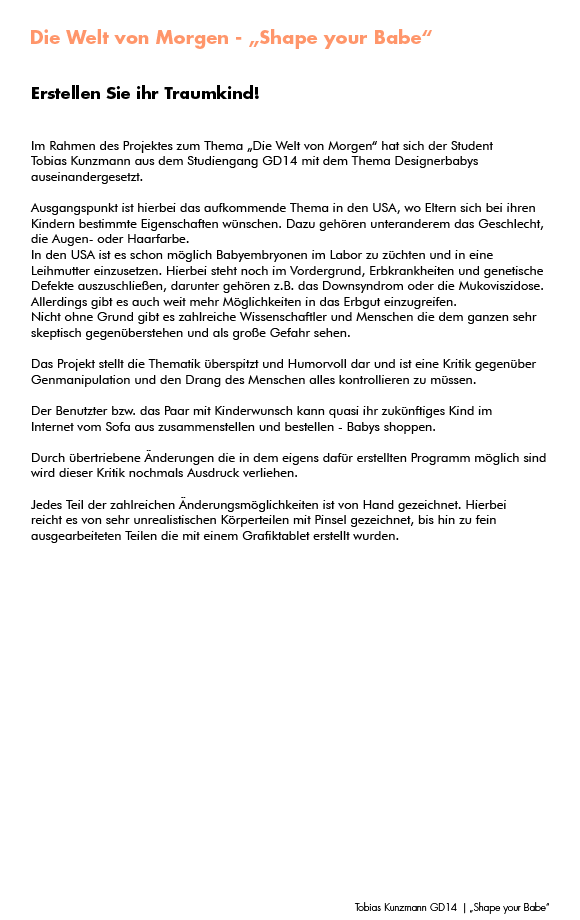 Die Welt von Morgen - „Shape your Babe“
Erstellen Sie ihr Traumkind!
Im Rahmen des Projektes zum Thema „Die Welt von Morgen“ hat sich der Student
Tobias Kunzmann aus dem Studiengang GD14 mit dem Thema Designerbabys
auseinandergesetzt.
Ausgangspunkt ist hierbei das aufkommende Thema in den USA, wo Eltern sich bei ihren
Kindern bestimmte Eigenschaften wünschen. Dazu gehören unteranderem das Geschlecht,
die Augen- oder Haarfarbe.
In den USA ist es schon möglich Babyembryonen im Labor zu züchten und in eine
Leihmutter einzusetzen. Hierbei steht noch im Vordergrund, Erbkrankheiten und genetische
Defekte auszuschließen, darunter gehören z.B. das Downsyndrom oder die Mukoviszidose.
Allerdings gibt es auch weit mehr Möglichkeiten in das Erbgut einzugreifen.
Nicht ohne Grund gibt es zahlreiche Wissenschaftler und Menschen die dem ganzen sehr
skeptisch gegenüberstehen und als große Gefahr sehen.
Das Projekt stellt die Thematik überspitzt und Humorvoll dar und ist eine Kritik gegenüber
Genmanipulation und den Drang des Menschen alles kontrollieren zu müssen.
Der Benutzter bzw. das Paar mit Kinderwunsch kann quasi ihr zukünftiges Kind im
Internet vom Sofa aus zusammenstellen und bestellen - Babys shoppen.
Durch übertriebene Änderungen die in dem eigens dafür erstellten Programm möglich sind
wird dieser Kritik nochmals Ausdruck verliehen.
Jedes Teil der zahlreichen Änderungsmöglichkeiten ist von Hand gezeichnet. Hierbei
reicht es von sehr unrealistischen Körperteilen mit Pinsel gezeichnet, bis hin zu fein
ausgearbeiteten Teilen die mit einem Grafiktablet erstellt wurden.
Tobias Kunzmann GD14 | „Shape your Babe“